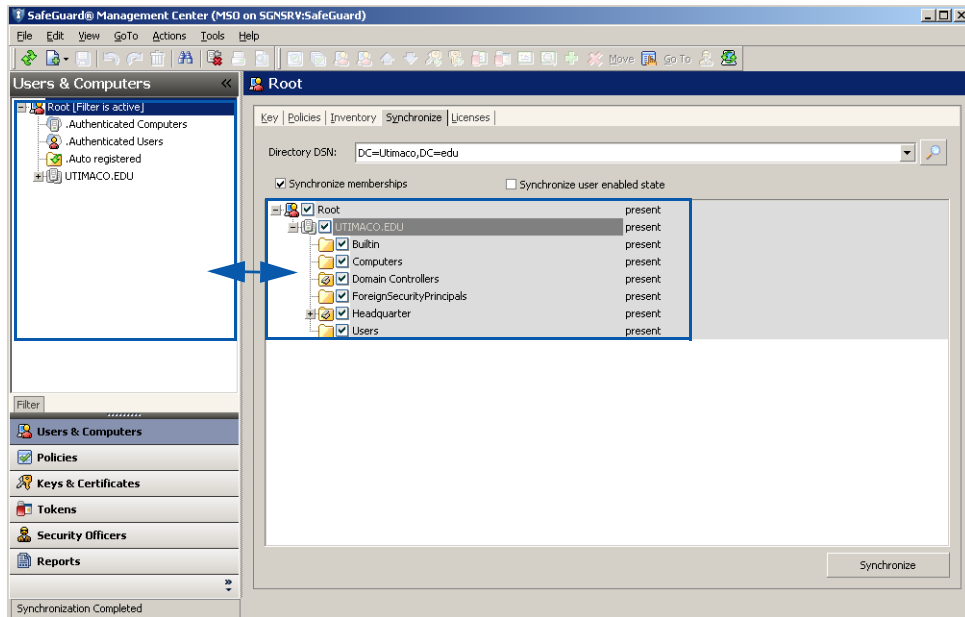 SafeGuard® Management Center (MSO on SGNSRV:SafeGuard)
File Edit View GoTo Actions Tools Help
Move Go To
Users & Computers «
Root [Filter is active]
.Authenticated Computers
.Authenticated Users
.Auto registered
UTIMACO.EDU
Filter
Users & Computers
Policies
Keys & Certificates
Tokens
Security Officers
Reports
»
Root
Key Policies Inventory Synchronize Licenses
Directory DSN: DC=Utimaco,DC=edu
Synchronize memberships Synchronize user enabled state
Root present
UTIMACO.EDU present
Builtin present
Computers present
Domain Controllers present
ForeignSecurityPrincipals present
Headquarter present
Users present
Synchronize
Synchronization Completed